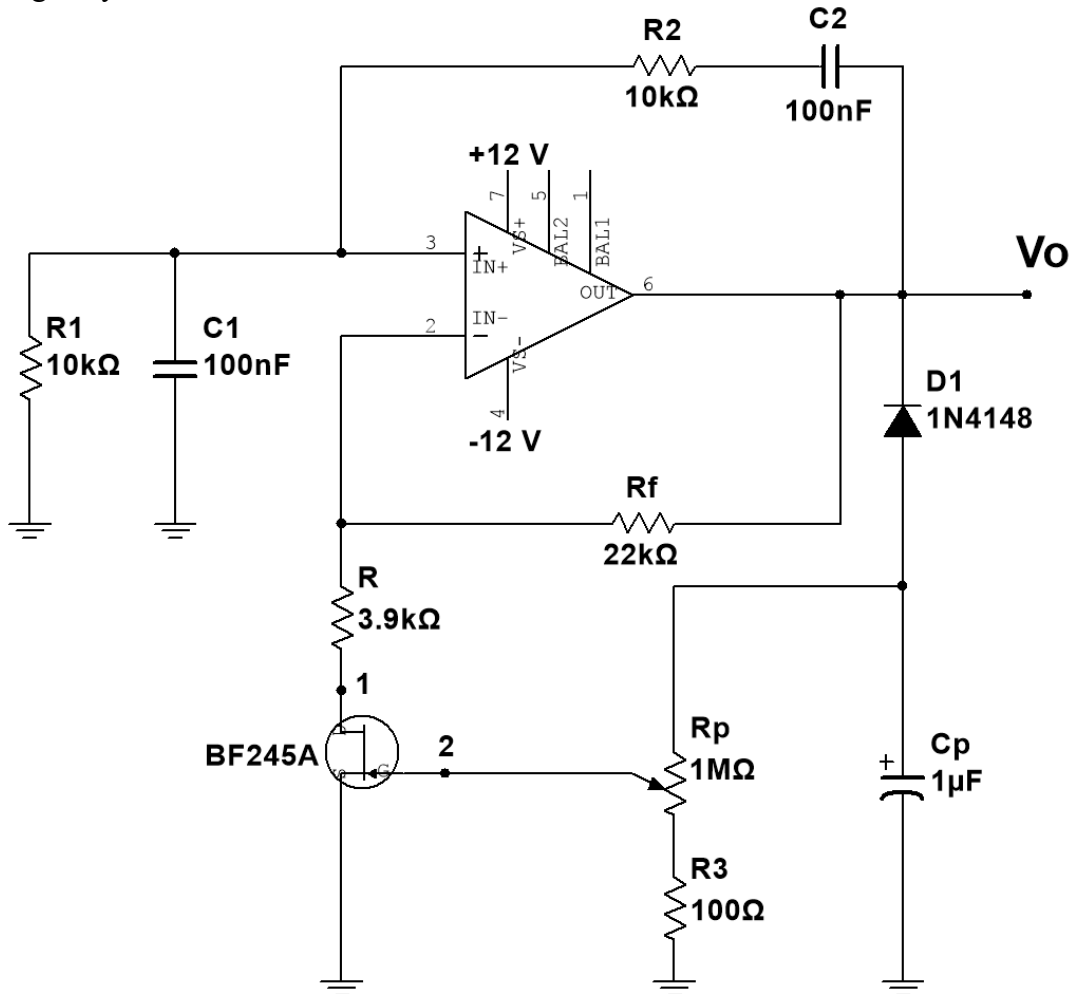 C2
R2
10kΩ
100nF
+12 V
7
5
1
VS+
BAL2
BAL1
3
+
IN+
Vo
OUT
6
IN-
2
−
VS-
4
-12 V
R1
10kΩ
C1
100nF
D1
1N4148
Rf
22kΩ
R
3.9kΩ
1
BF245A
2
S
G
Rp
1MΩ
Cp
+
1µF
R3
100Ω